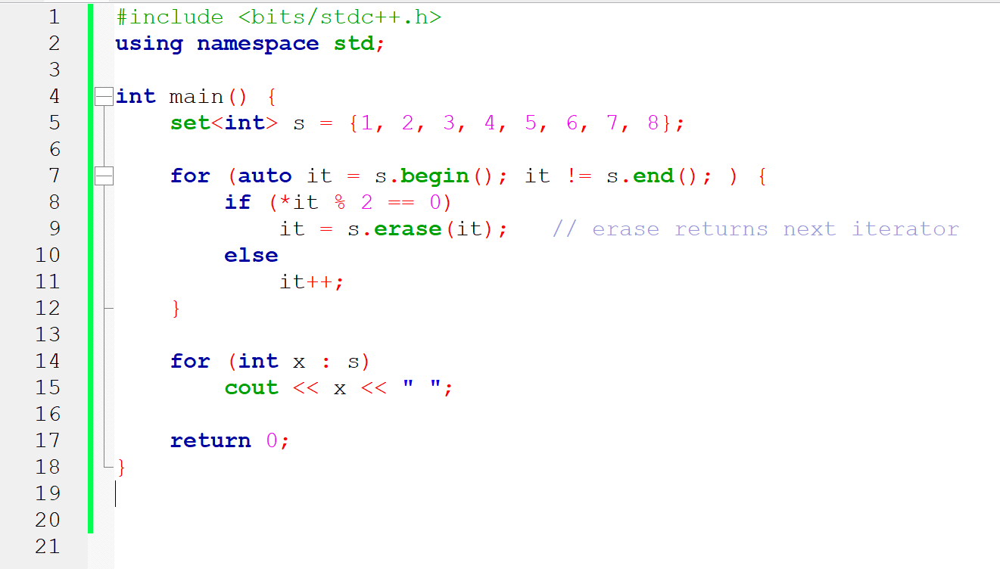 1 #include <bits/stdc++.h>
2 using namespace std;
3
4 int main() {
5     set<int> s = {1, 2, 3, 4, 5, 6, 7, 8};
6
7     for (auto it = s.begin(); it != s.end(); ) {
8         if (*it % 2 == 0)
9             it = s.erase(it);   // erase returns next iterator
10         else
11             it++;
12     }
13
14     for (int x : s)
15         cout << x << " ";
16
17     return 0;
18 }
19
20
21